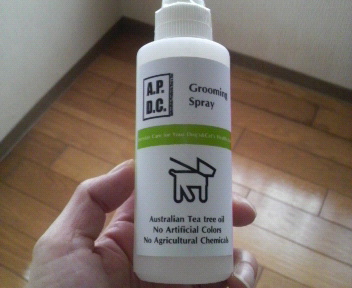 A.P.
D.C.
Grooming
Spray
Australian Tea tree oil
No Artificial Colors
No Agricultural Chemicals